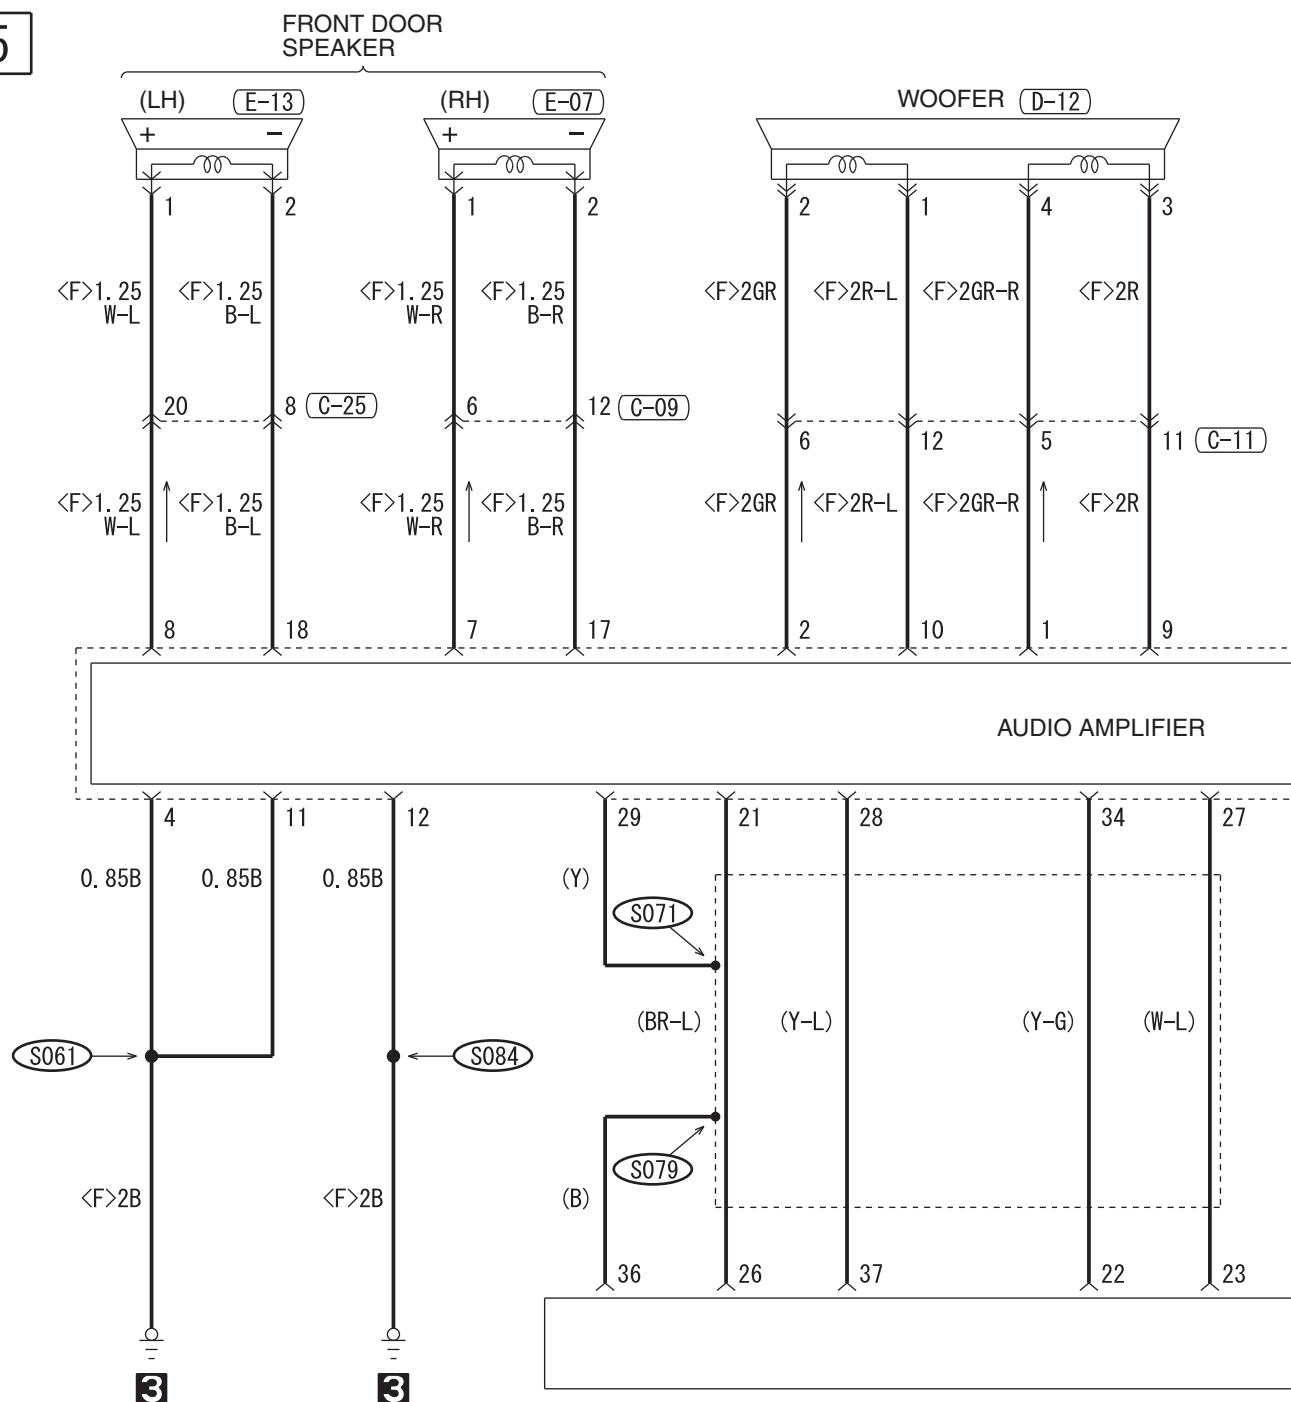 5
FRONT DOOR
SPEAKER
(LH) E-13 (RH) E-07 WOOFER D-12
+ − + −
1 2 1 2 2 1 4 3
<F>1.25 <F>1.25 <F>1.25 <F>1.25 <F>2GR <F>2R-L <F>2GR-R <F>2R
W-L B-L W-R B-R
20 8 C-25 6 12 C-09
6 12 5 11 C-11
<F>1.25 <F>1.25 <F>1.25 <F>1.25 <F>2GR <F>2R-L <F>2GR-R <F>2R
W-L B-L W-R B-R
8 18 7 17 2 10 1 9
AUDIO AMPLIFIER
4 11 12 29 21 28 34 27
0.85B 0.85B 0.85B (Y)
S071
(BR-L) (Y-L) (Y-G) (W-L)
S061 S084
S079
<F>2B <F>2B (B)
36 26 37 22 23
3 3